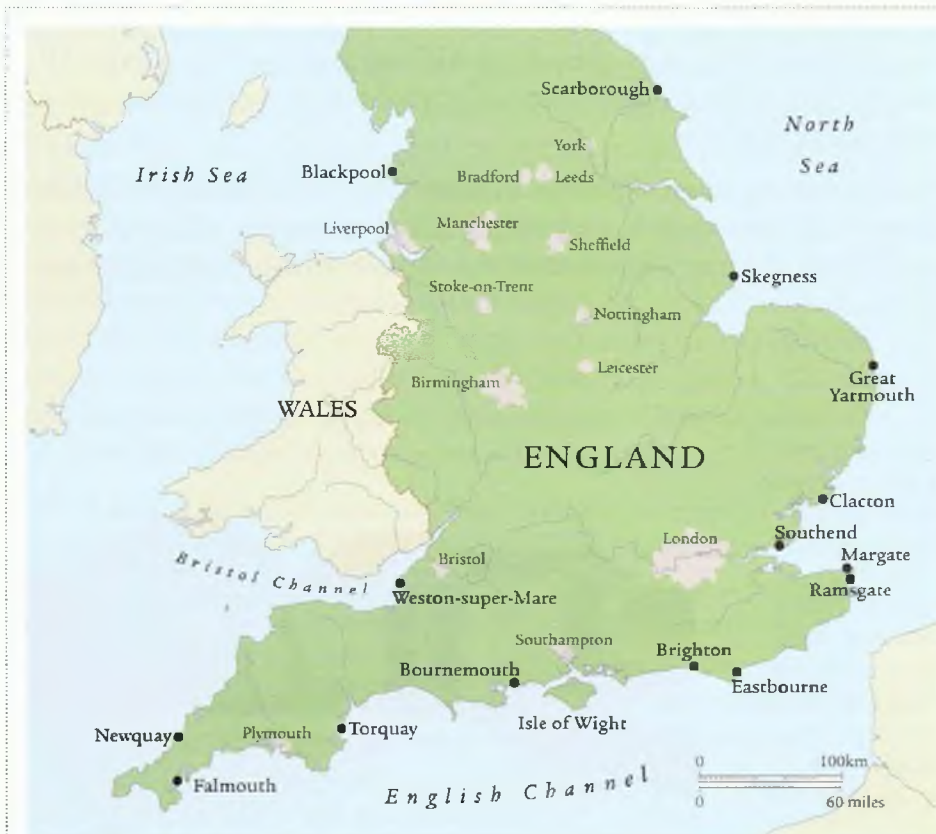 Scarborough
North
Sea
York
Irish Sea
Blackpool
Bradford
Leeds
Liverpool
Manchester
Sheffield
Skegness
Stoke-on-Trent
Nottingham
Leicester
Birmingham
Great
Yarmouth
WALES
ENGLAND
Clacton
Southend
London
Margate
Bristol
Bristol Channel
Ramsgate
Weston-super-Mare
Southampton
Brighton
Bournemouth
Eastbourne
Isle of Wight
Newquay
Plymouth
Torquay
Falmouth
English Channel
0 100km
0 60 miles